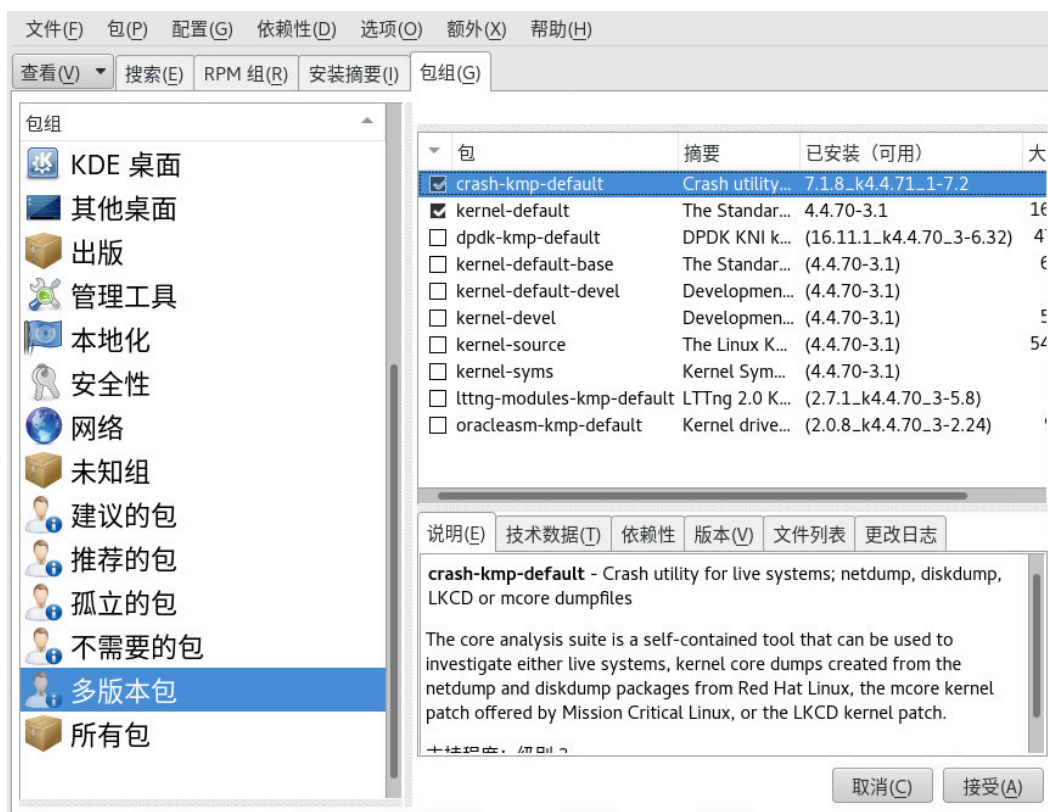 文件(F) 包(P) 配置(G) 依赖性(D) 选项(O) 额外(X) 帮助(H)
查看(V) 搜索(E) RPM 组(R) 安装摘要(I) 包组(G)
包组
KDE 桌面
其他桌面
出版
管理工具
本地化
安全性
网络
未知组
建议的包
推荐的包
孤立的包
不需要的包
多版本包
所有包
包 摘要 已安装（可用） 大
crash-kmp-default Crash utility... 7.1.8_k4.4.71_1-7.2
kernel-default The Standar... 4.4.70-3.1 16
dpdk-kmp-default DPDK KNI k... (16.11.1_k4.4.70_3-6.32) 4
kernel-default-base The Standar... (4.4.70-3.1) 6
kernel-default-devel Developmen... (4.4.70-3.1)
kernel-devel Developmen... (4.4.70-3.1) 5
kernel-source The Linux K... (4.4.70-3.1) 54
kernel-syms Kernel Sym... (4.4.70-3.1)
lttng-modules-kmp-default LTTng 2.0 K... (2.7.1_k4.4.70_3-5.8)
oracleasm-kmp-default Kernel drive... (2.0.8_k4.4.70_3-2.24)
说明(E) 技术数据(T) 依赖性 版本(V) 文件列表 更改日志
crash-kmp-default - Crash utility for live systems; netdump, diskdump,
LKCD or mcore dumpfiles
The core analysis suite is a self-contained tool that can be used to
investigate either live systems, kernel core dumps created from the
netdump and diskdump packages from Red Hat Linux, the mcore kernel
patch offered by Mission Critical Linux, or the LKCD kernel patch.
取消(C) 接受(A)